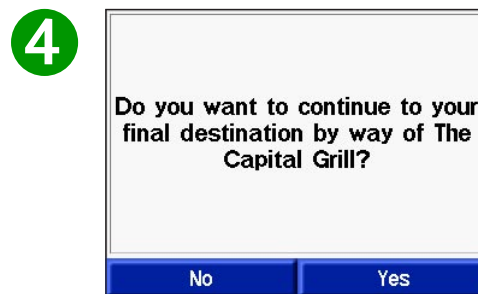 4
Do you want to continue to your
final destination by way of The
Capital Grill?
No Yes